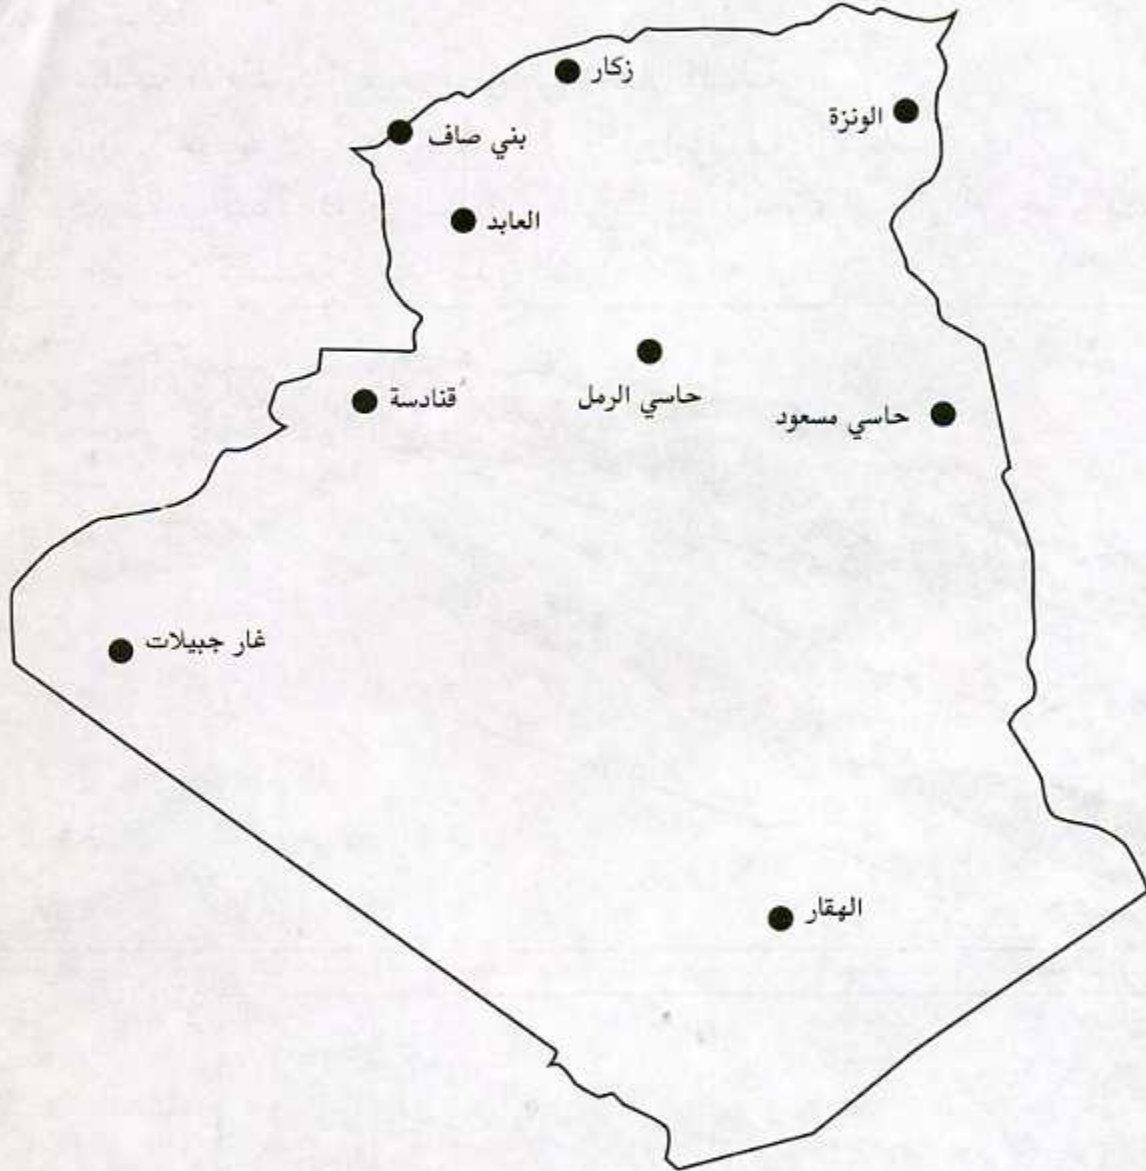 زكار
الونزة
بني صاف
العابد
حاسي الرمل
قنادسة
حاسي مسعود
غار جبيلات
الهقار